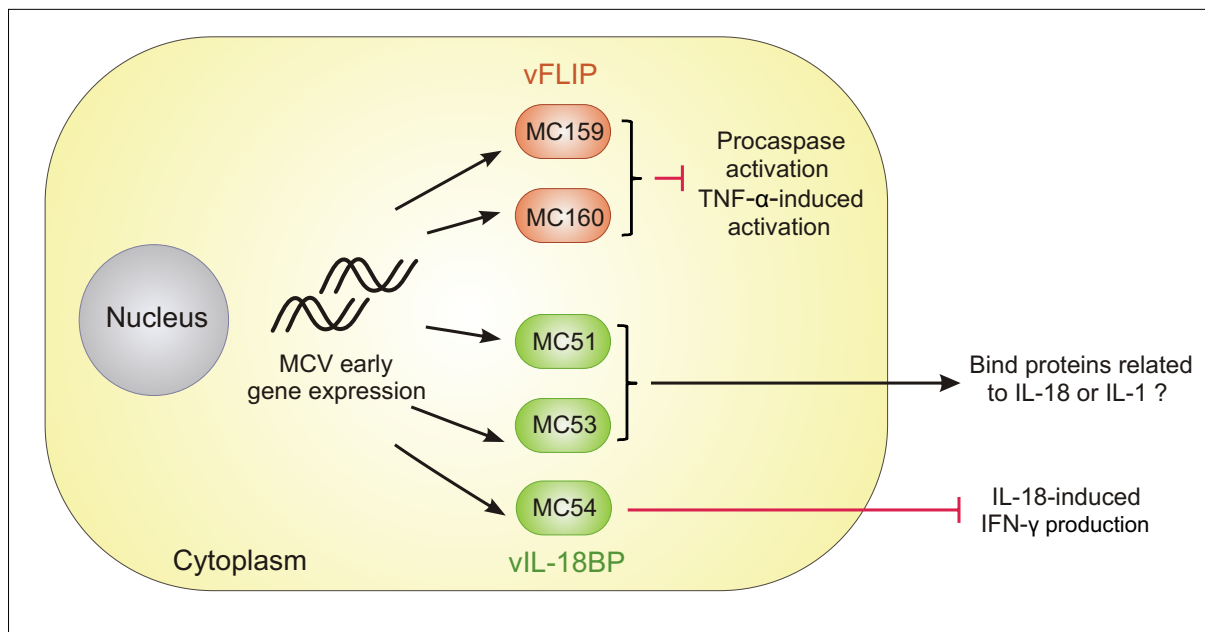 vFLIP
MC159
MC160
Procaspase
activation
TNF-α-induced
activation
Nucleus
MCV early
gene expression
MC51
MC53
MC54
vIL-18BP
Bind proteins related
to IL-18 or IL-1 ?
IL-18-induced
IFN-γ production
Cytoplasm